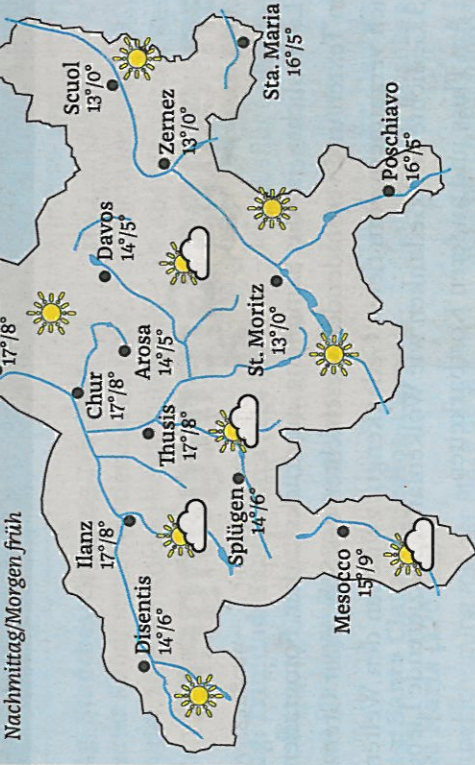 Nachmittag/Morgen früh
17°/8°
Scuol
13°/0°
Sta. Maria
16°/5°
Zernez
13°/0°
Davos
14°/5°
Chur
17°/8°
Arosa
14°/5°
Poschiavo
16°/5°
St. Moritz
13°/0°
Thusis
17°/8°
Ilanz
17°/8°
Splügen
14°/6°
Disentis
14°/6°
Mesocco
15°/9°